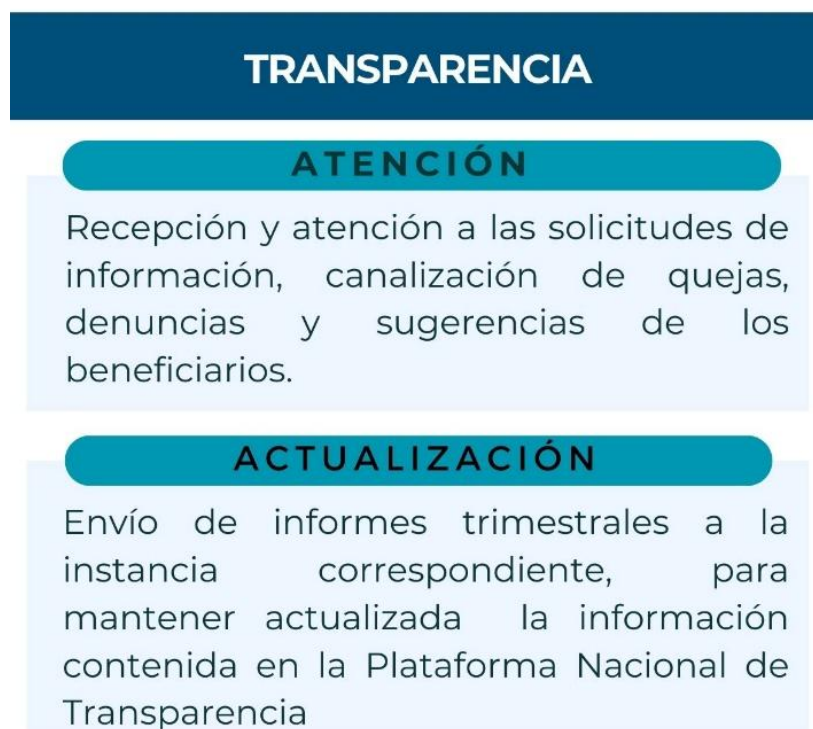 TRANSPARENCIA
ATENCIÓN
Recepción y atención a las solicitudes de
información, canalización de quejas,
denuncias y sugerencias de los
beneficiarios.
ACTUALIZACIÓN
Envío de informes trimestrales a la
instancia correspondiente, para
mantener actualizada la información
contenida en la Plataforma Nacional de
Transparencia